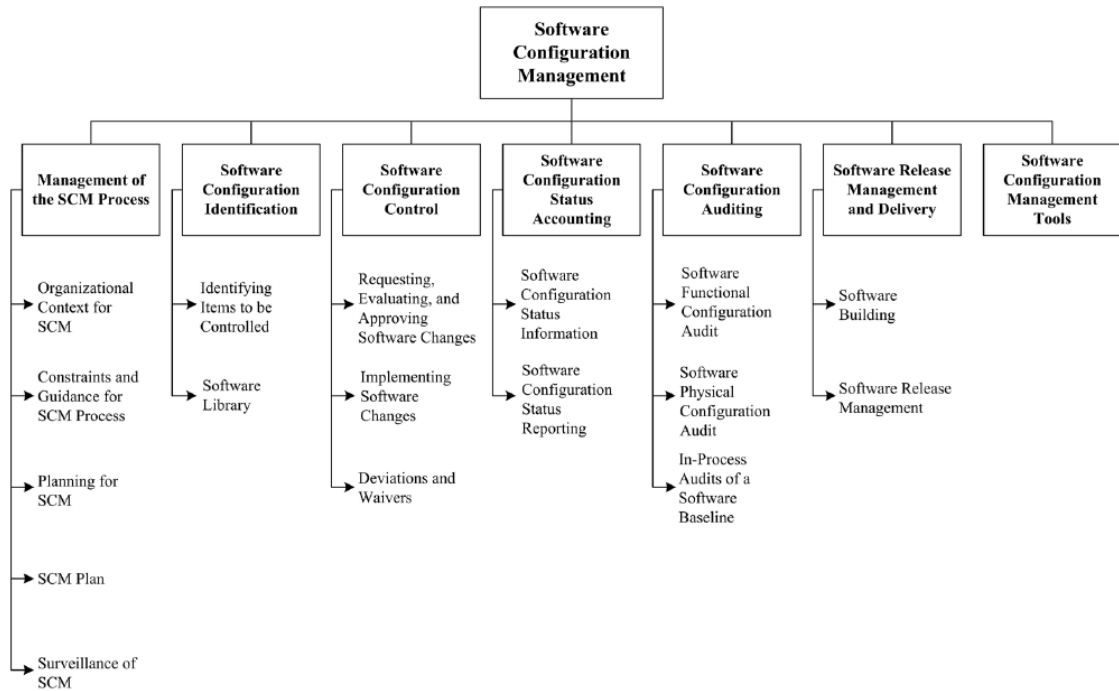 Software
Configuration
Management
Management of
the SCM Process
Software
Configuration
Identification
Software
Configuration
Control
Software
Configuration
Status
Accounting
Software
Configuration
Auditing
Software Release
Management
and Delivery
Software
Configuration
Management
Tools
Organizational
Context for
SCM
Constraints and
Guidance for
SCM Process
Planning for
SCM
SCM Plan
Surveillance of
SCM
Identifying
Items to be
Controlled
Software
Library
Requesting,
Evaluating, and
Approving
Software Changes
Implementing
Software
Changes
Deviations and
Waivers
Software
Configuration
Status
Information
Software
Configuration
Status
Reporting
Software
Functional
Configuration
Audit
Software
Physical
Configuration
Audit
In-Process
Audits of a
Software
Baseline
Software
Building
Software Release
Management